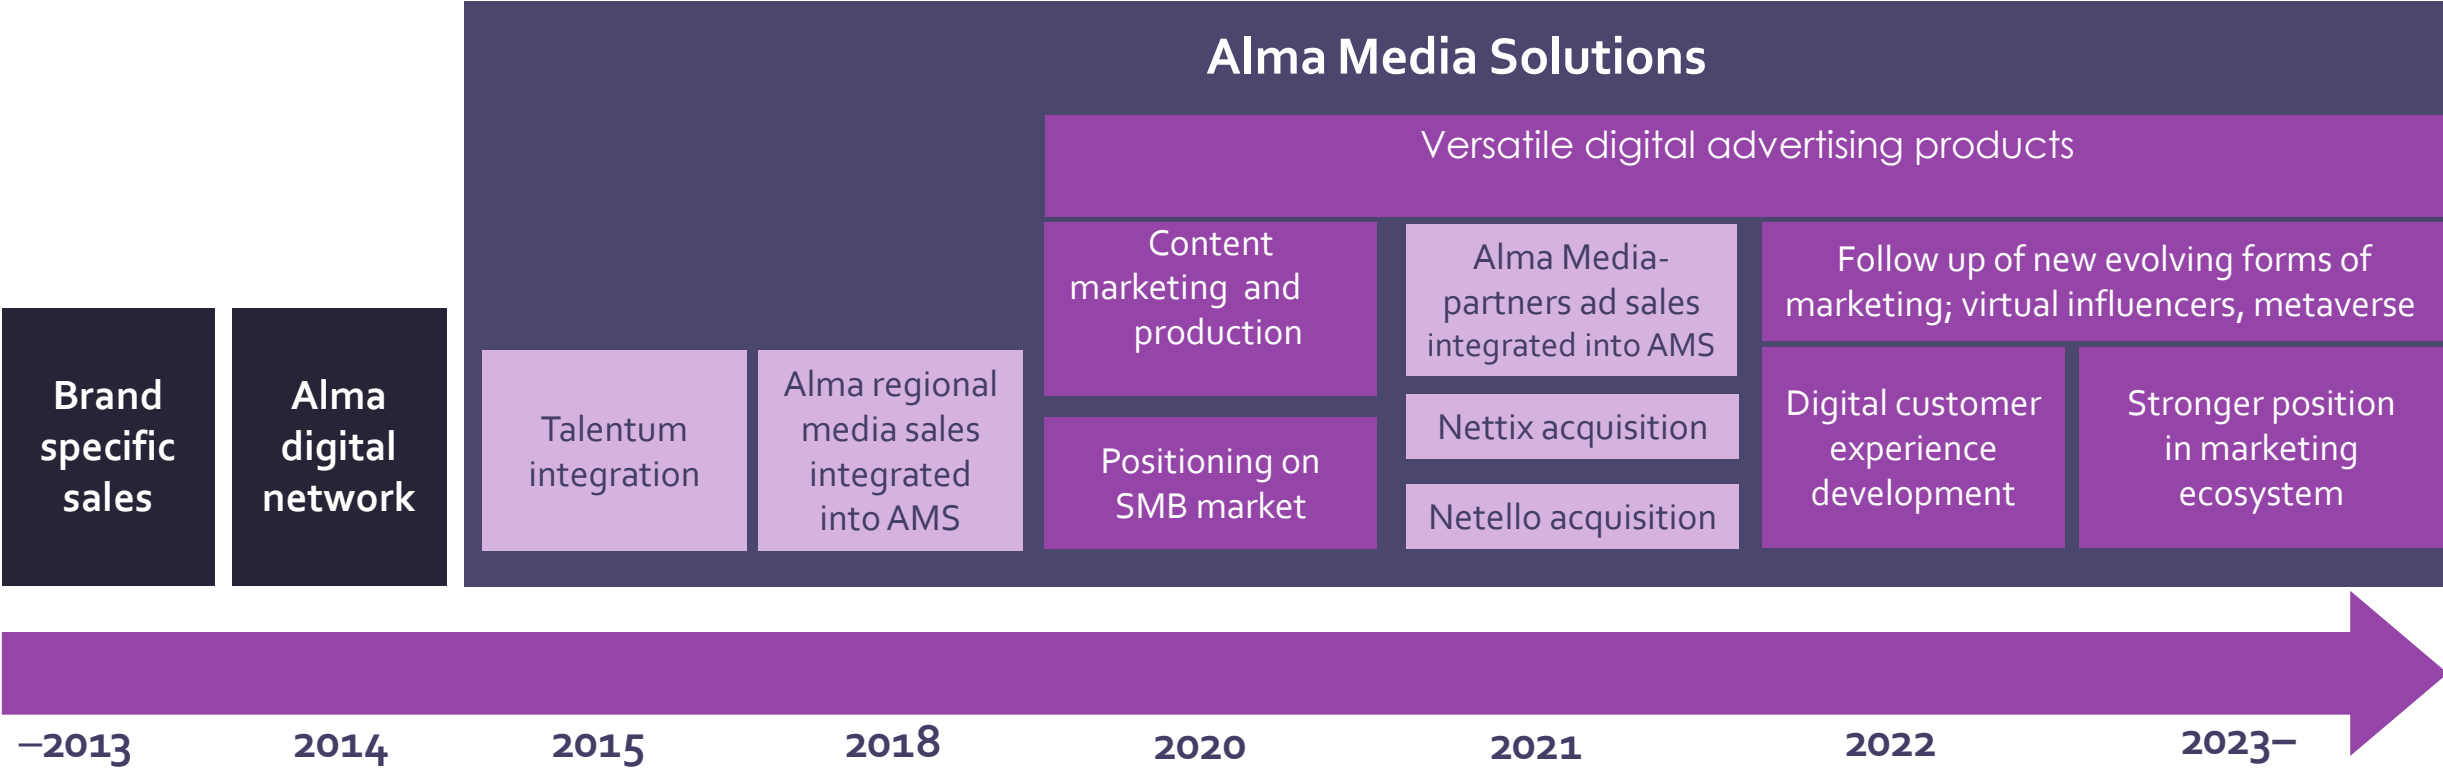 Alma Media Solutions
Versatile digital advertising products
Brand
specific
sales
Alma
digital
network
Talentum
integration
Alma regional
media sales
integrated
into AMS
Content
marketing and
production
Positioning on
SMB market
Alma Media-
partners ad sales
integrated into AMS
Nettix acquisition
Netello acquisition
Follow up of new evolving forms of
marketing; virtual influencers, metaverse
Digital customer
experience
development
Stronger position
in marketing
ecosystem
–2013
2014
2015
2018
2020
2021
2022
2023–